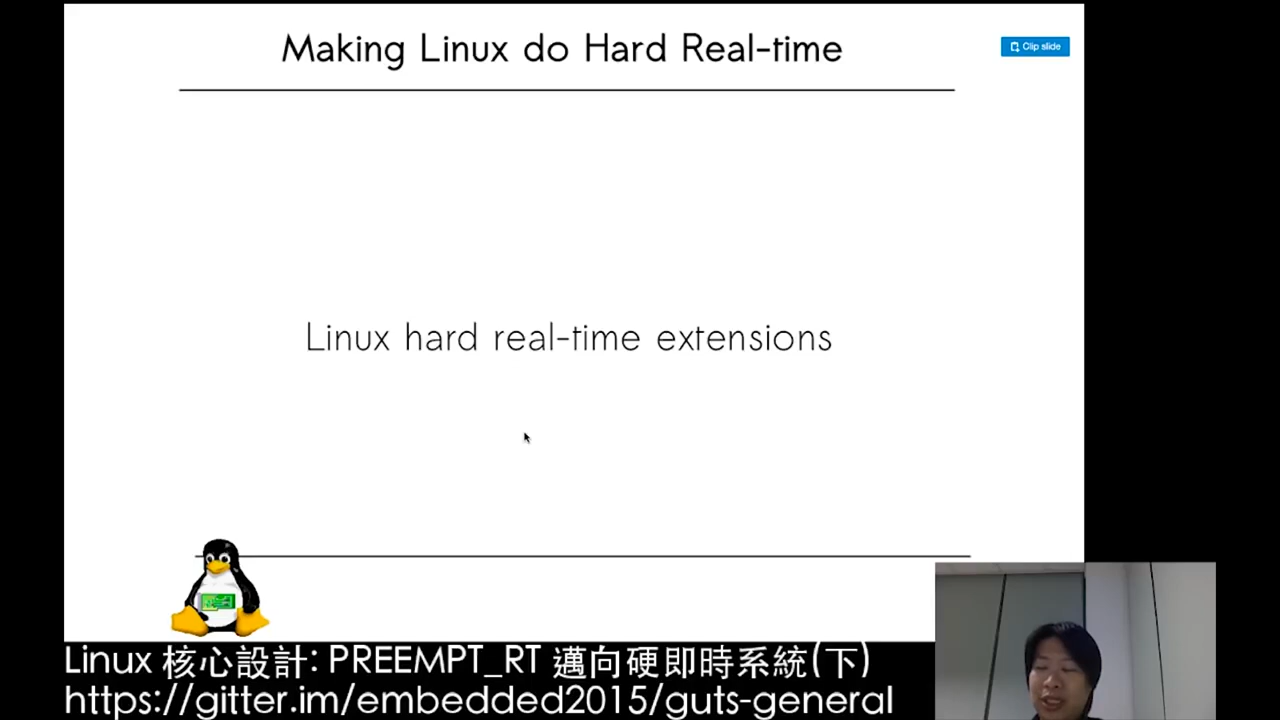 Making Linux do Hard Real-time
Clip slide
Linux hard real-time extensions
Linux 核心設計: PREEMPT_RT 邁向硬即時系統(下)
https://gitter.im/embedded2015/guts-general